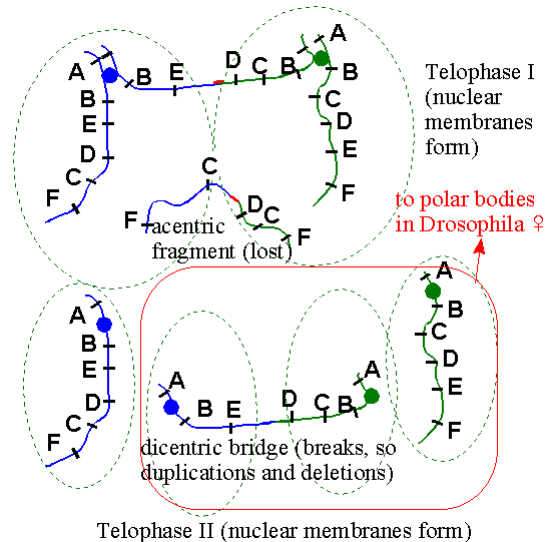 A
B
E
D
C
B
A
B
E
D
C
F
B
C
D
E
F
Telophase I
(nuclear
membranes
form)
C
F
D
C
F
acentric
fragment (lost)
to polar bodies
in Drosophila ♀
A
B
E
D
C
F
A
B
E
D
C
B
A
A
B
C
D
E
F
dicentric bridge (breaks, so
duplications and deletions)
Telophase II (nuclear membranes form)